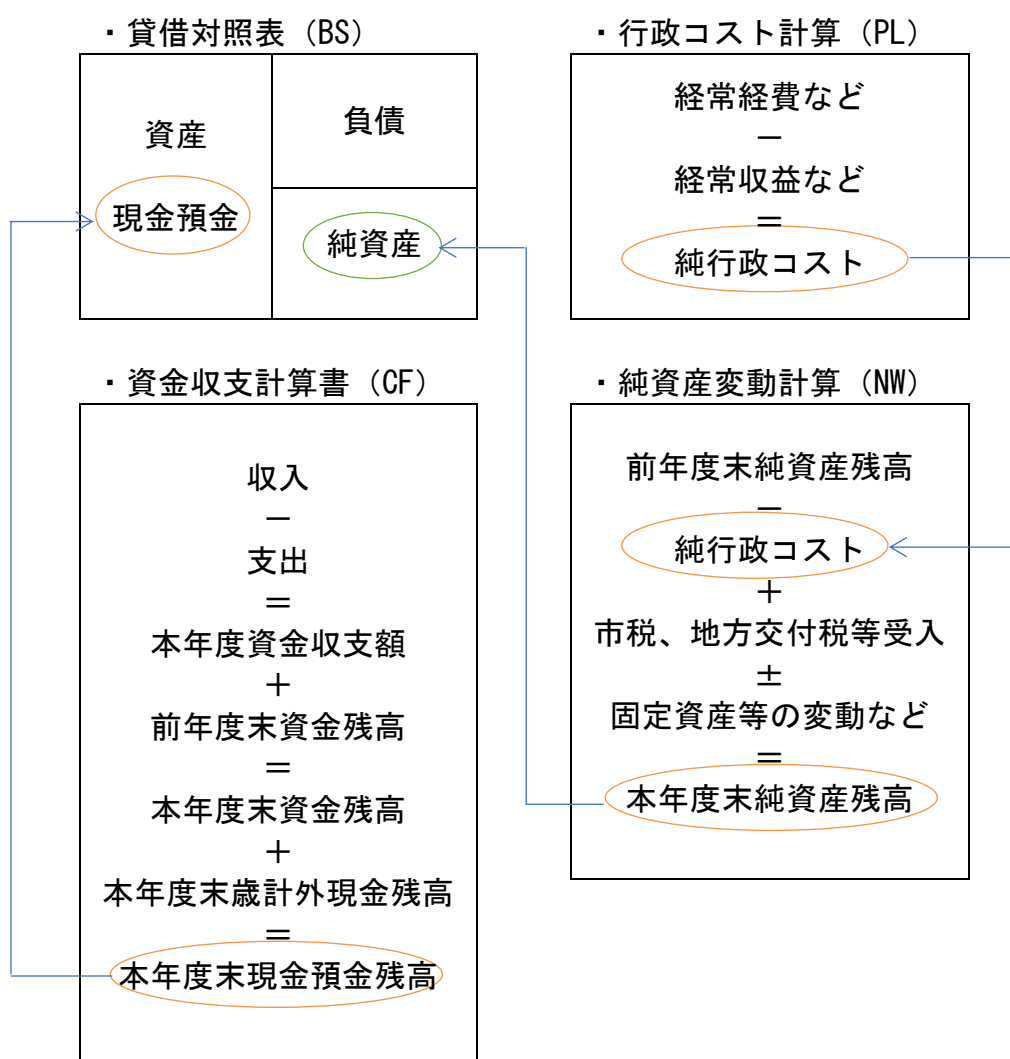 ・貸借対照表（BS）
資産
現金預金
負債
純資産
・行政コスト計算（PL）
経常経費など
－
経常収益など
＝
純行政コスト
・資金収支計算書（CF）
収入
－
支出
＝
本年度資金収支額
＋
前年度末資金残高
＝
本年度末資金残高
＋
本年度末歳計外現金残高
＝
本年度末現金預金残高
・純資産変動計算（NW）
前年度末純資産残高
－
純行政コスト
＋
市税、地方交付税等受入
±
固定資産等の変動など
＝
本年度末純資産残高